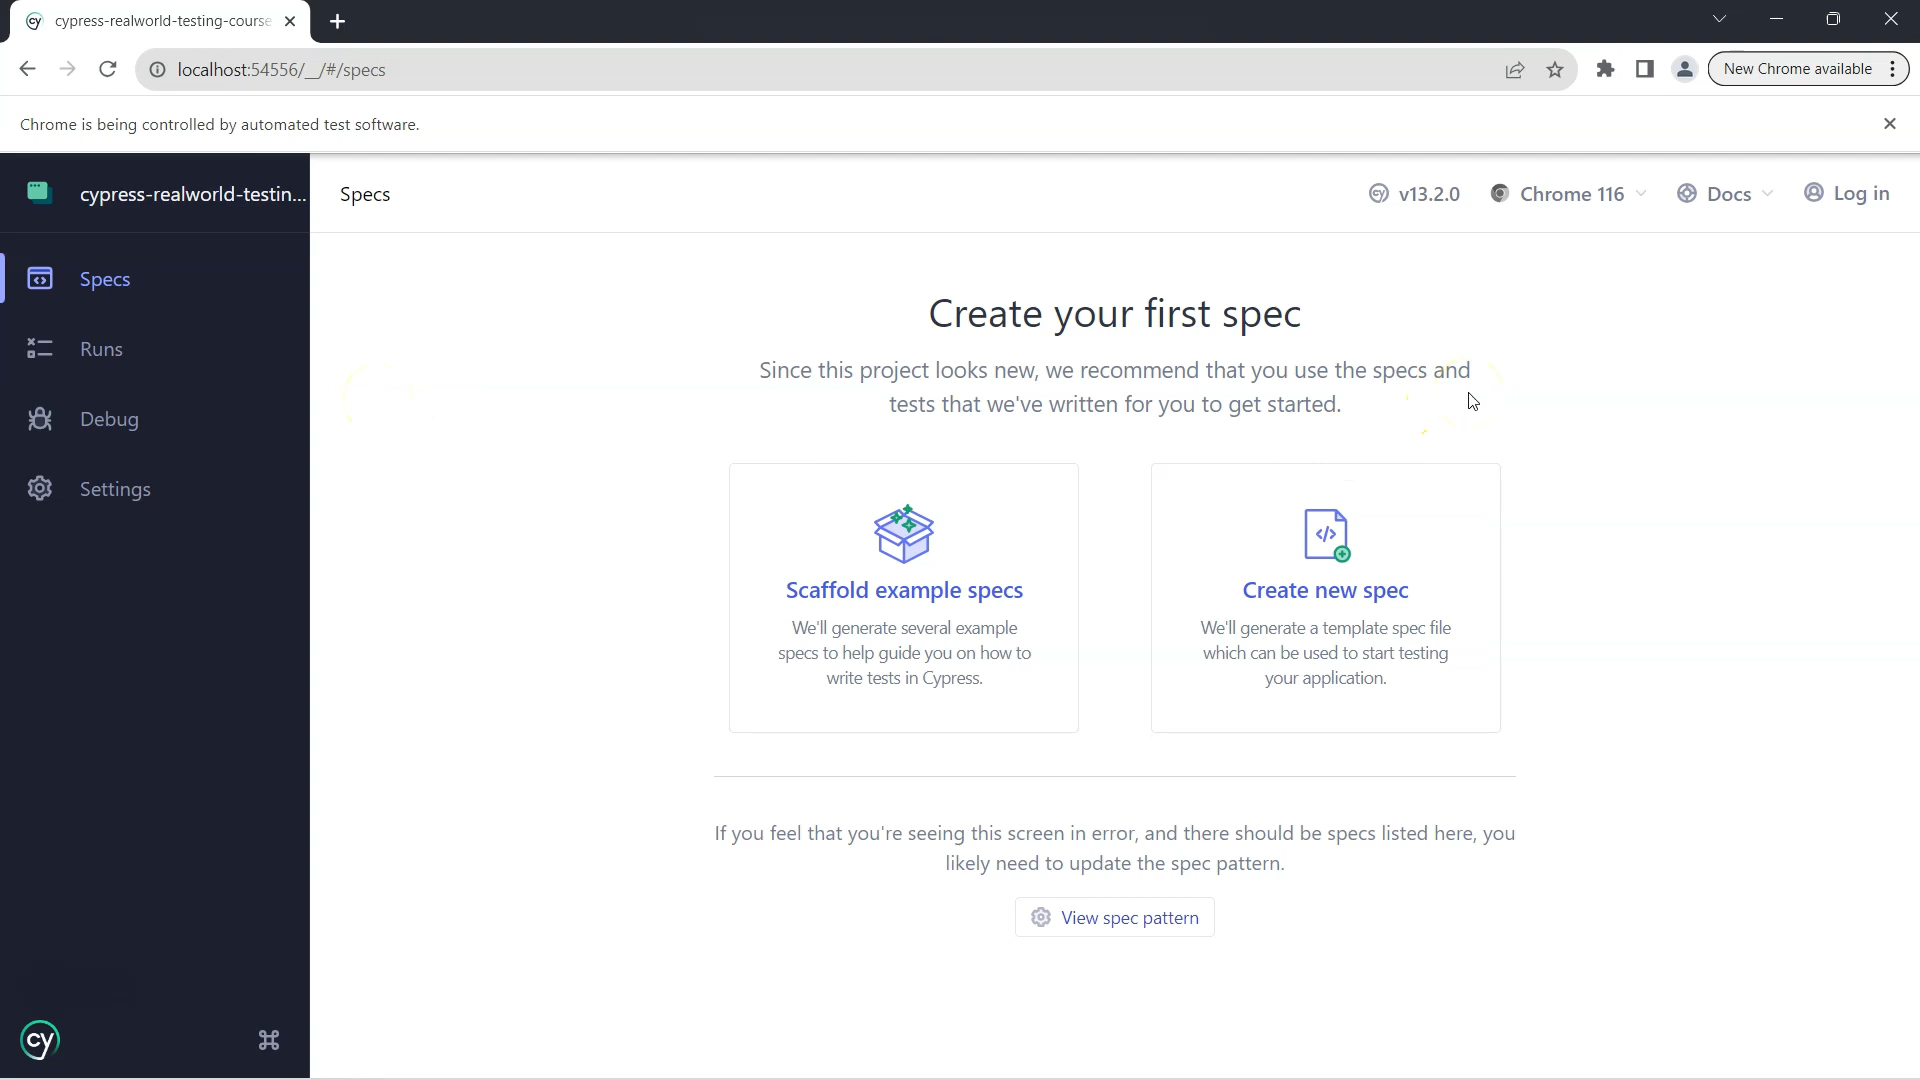 cypress-realworld-testing-course
localhost:54556/__/#/specs
New Chrome available
Chrome is being controlled by automated test software.
cypress-realworld-testin...
Specs
v13.2.0
Chrome 116
Docs
Log in
Specs
Runs
Debug
Settings
Create your first spec
Since this project looks new, we recommend that you use the specs and
tests that we've written for you to get started.
Scaffold example specs
We'll generate several example
specs to help guide you on how to
write tests in Cypress.
Create new spec
We'll generate a template spec file
which can be used to start testing
your application.
If you feel that you're seeing this screen in error, and there should be specs listed here, you
likely need to update the spec pattern.
View spec pattern
cy